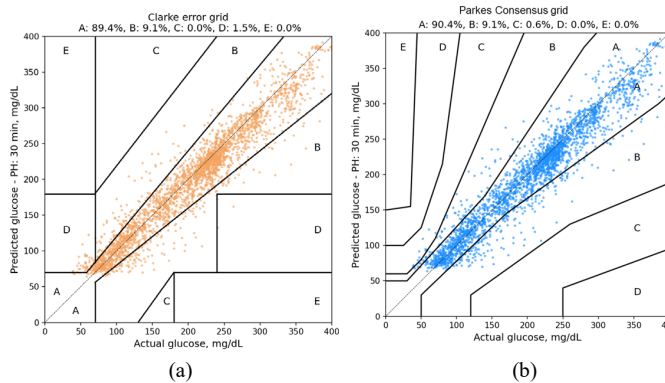 Clarke error grid
A: 89.4%, B: 9.1%, C: 0.0%, D: 1.5%, E: 0.0%
Predicted glucose - PH: 30 min, mg/dL
400
350
300
250
200
150
100
50
0
E
C
B
B
D
D
A
A
C
E
0 50 100 150 200 250 300 350 400
Actual glucose, mg/dL
(a)
Parkes Consensus grid
A: 90.4%, B: 9.1%, C: 0.6%, D: 0.0%, E: 0.0%
Predicted glucose - PH: 30 min, mg/dL
400
350
300
250
200
150
100
50
0
E
D
C
B
A
A
B
C
D
0 50 100 150 200 250 300 350 400
Actual glucose, mg/dL
(b)